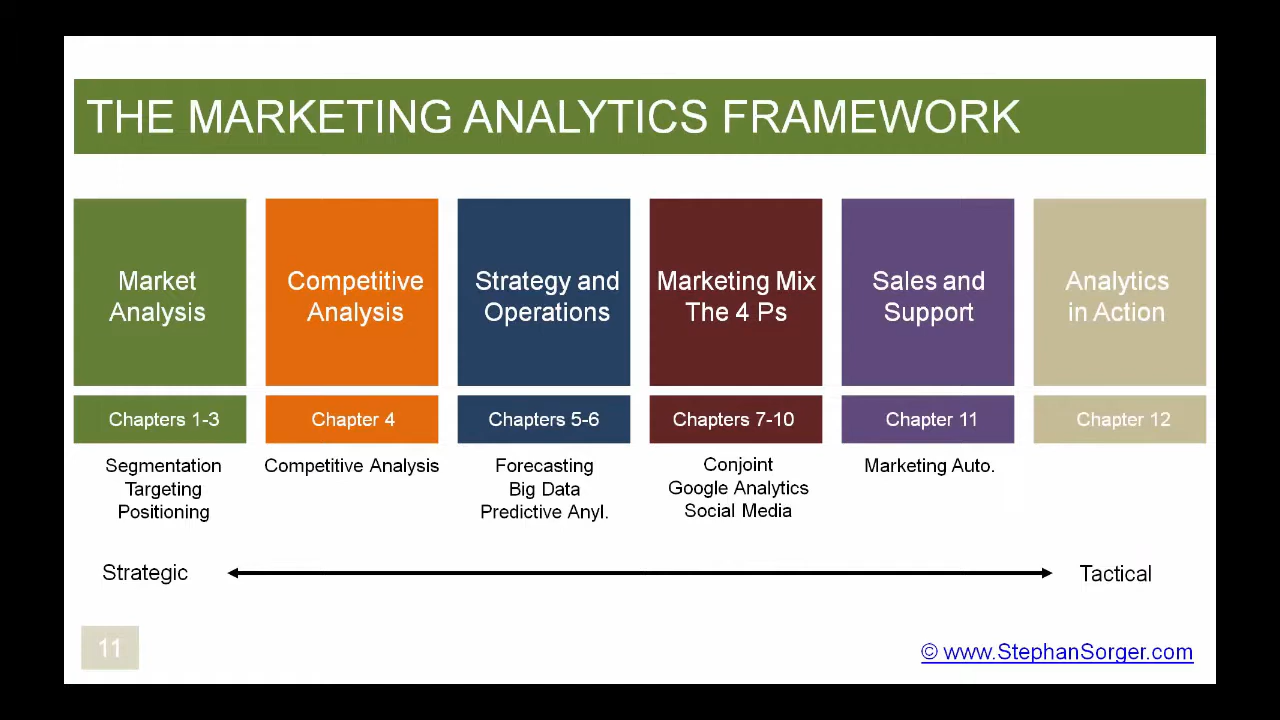 THE MARKETING ANALYTICS FRAMEWORK
Market
Analysis
Competitive
Analysis
Strategy and
Operations
Marketing Mix
The 4 Ps
Sales and
Support
Analytics
in Action
Chapters 1-3
Chapter 4
Chapters 5-6
Chapters 7-10
Chapter 11
Chapter 12
Segmentation
Targeting
Positioning
Competitive Analysis
Forecasting
Big Data
Predictive Anyl.
Conjoint
Google Analytics
Social Media
Marketing Auto.
Strategic
Tactical
11
© www.StephanSorger.com